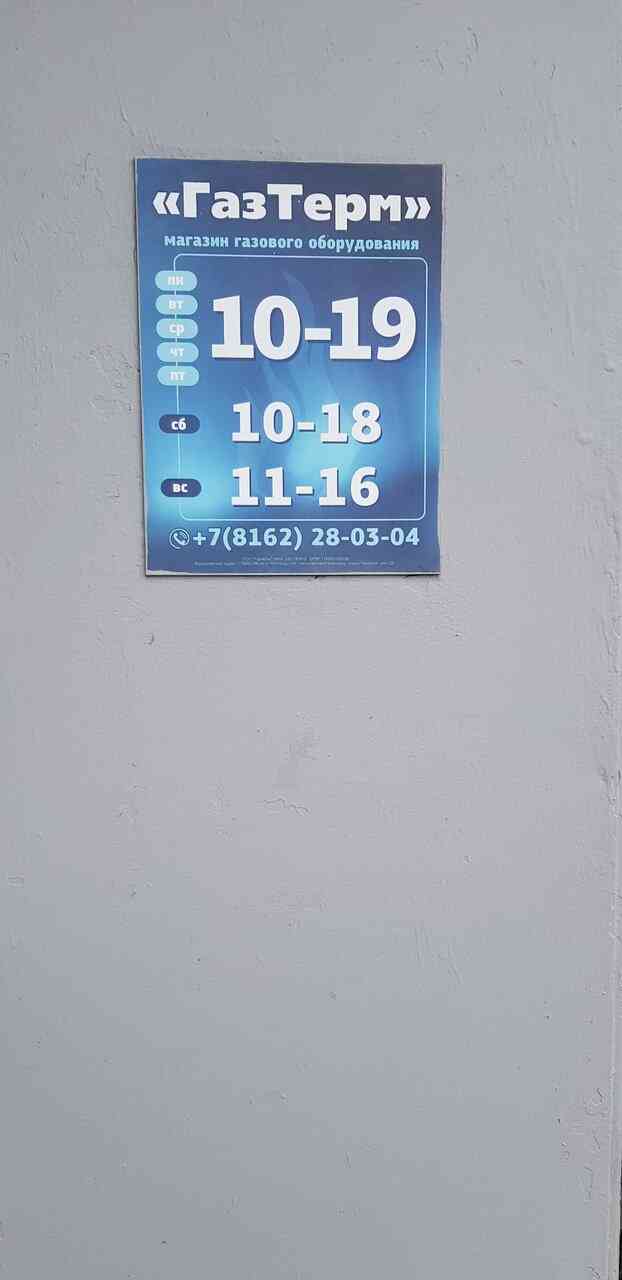 «ГазТерм»
магазин газового оборудования
пн
вт
ср
чт
пт
10-19
сб 10-18
вс 11-16
+7(8162) 28-03-04